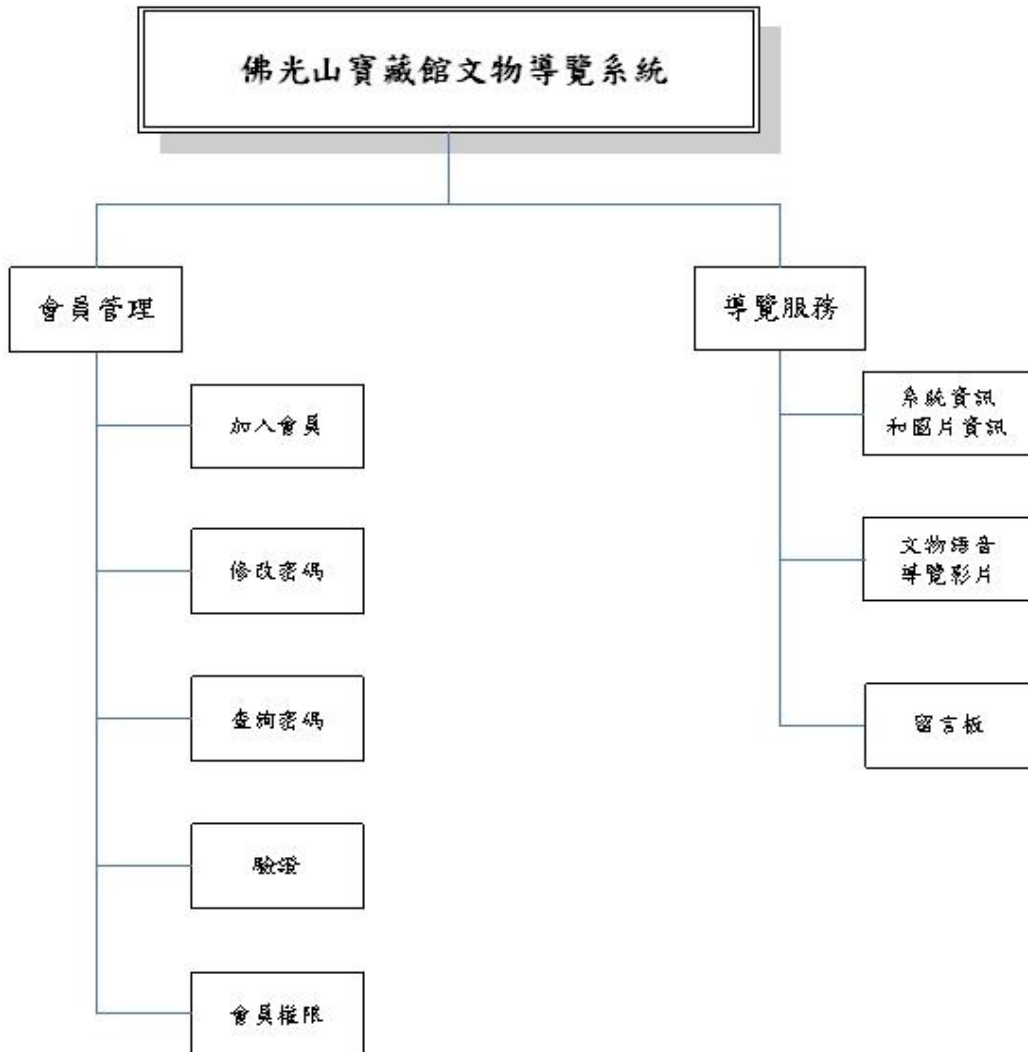 佛光山寶藏館文物導覽系統
會員管理
加入會員
修改密碼
查詢密碼
驗證
會員權限
導覽服務
系統資訊
和圖片資訊
文物語音
導覽影片
留言板